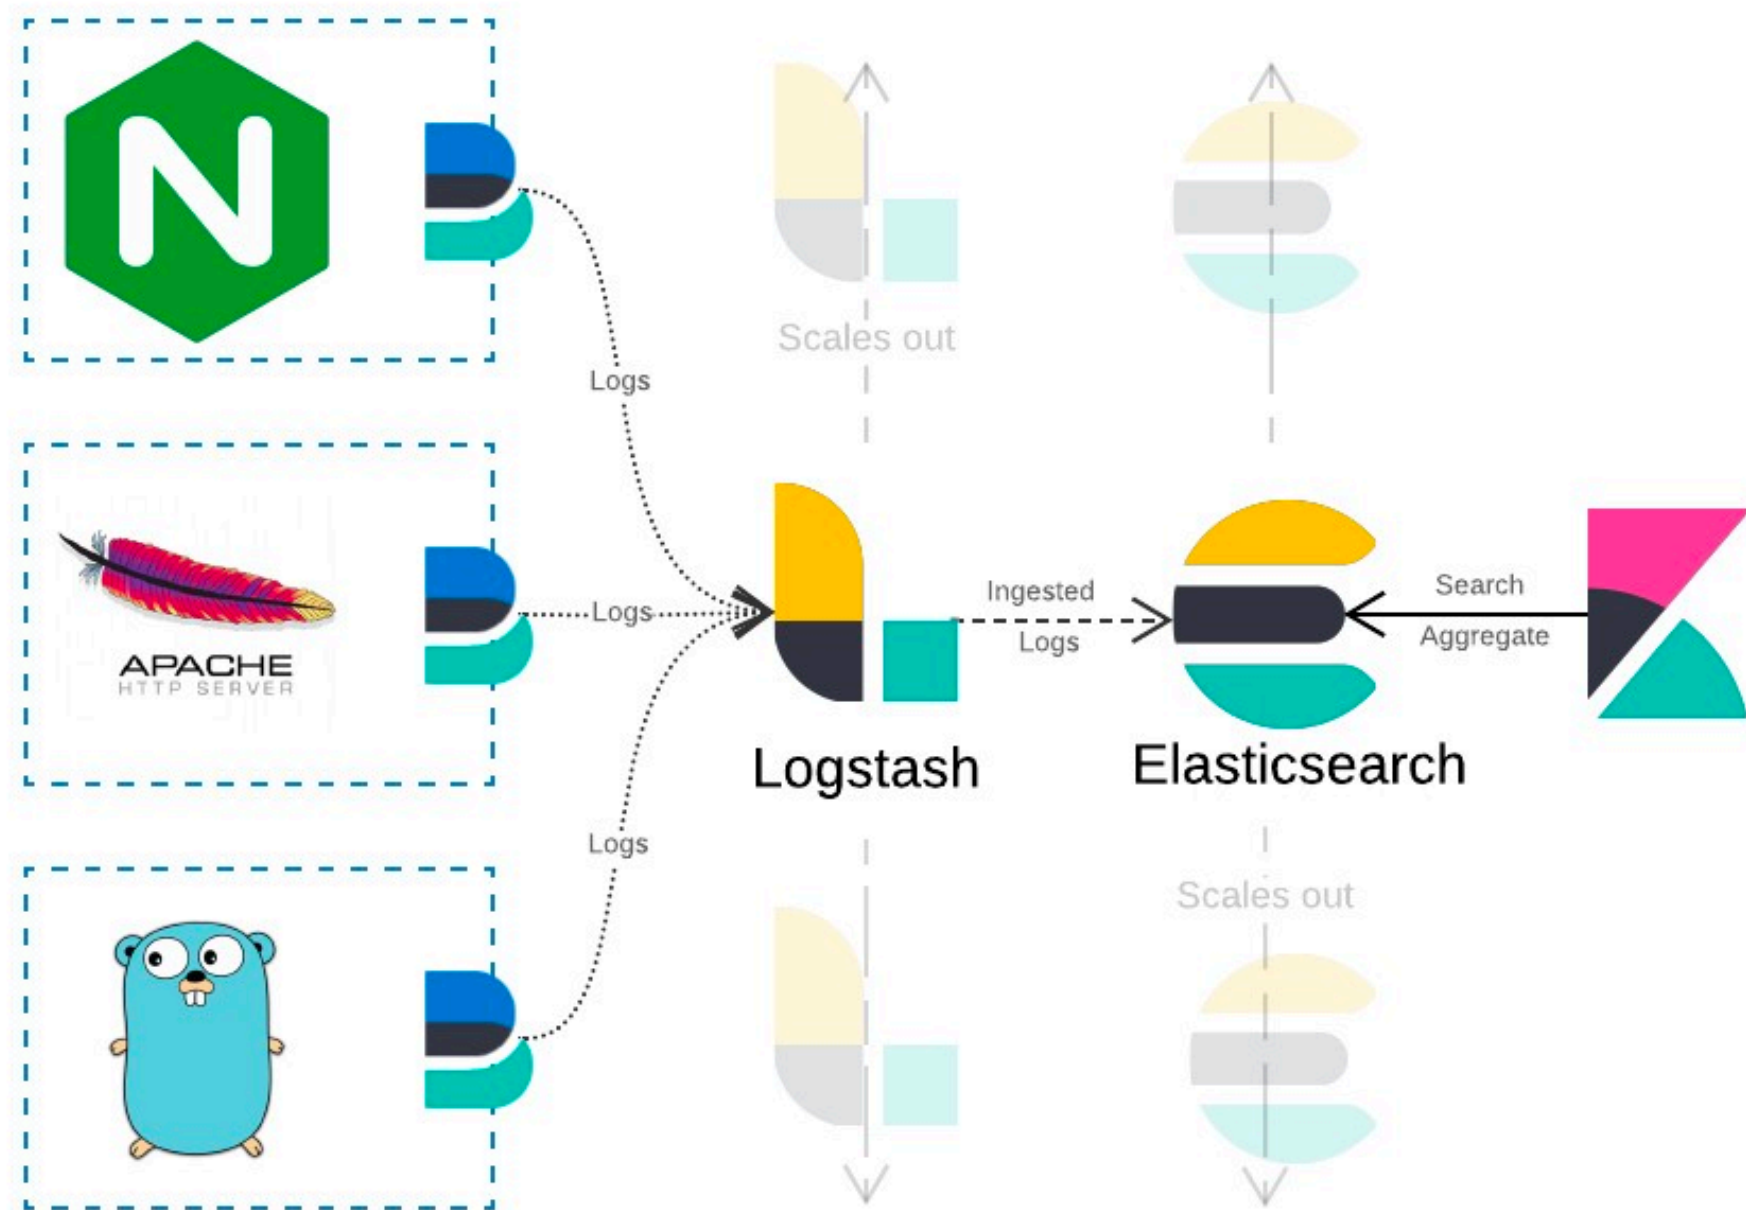 N
Scales out
Logs
APACHE
HTTP SERVER
Logs
Ingested
Logs
Search
Aggregate
Logstash
Elasticsearch
Logs
Scales out